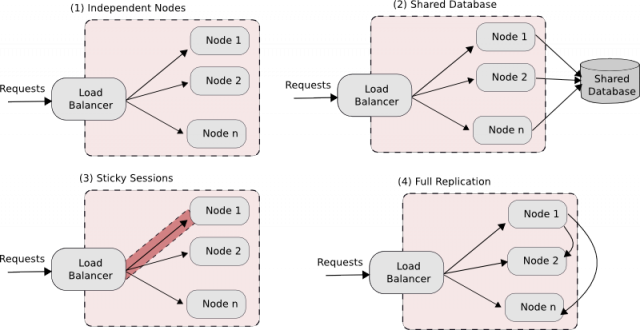 (1) Independent Nodes
Requests
Load
Balancer
Node 1
Node 2
Node n
(2) Shared Database
Requests
Load
Balancer
Node 1
Node 2
Node n
Shared
Database
(3) Sticky Sessions
Requests
Load
Balancer
Node 1
Node 2
Node n
(4) Full Replication
Requests
Load
Balancer
Node 1
Node 2
Node n